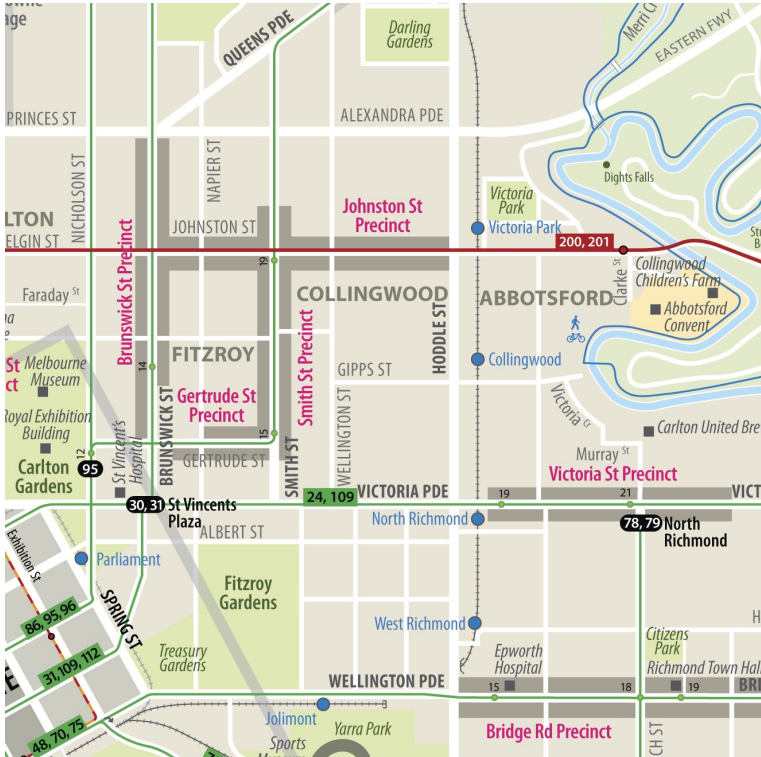 age
QUEENS PDE
Darling
Gardens
Merri
EASTERN FWY
PRINCES ST
ALEXANDRA PDE
NICHOLSON ST
NAPIER ST
Dights Falls
Victoria
Park
LTON
JOHNSTON ST
Johnston St
Precinct
Victoria Park
ELGIN ST
200, 201
Brunswick St Precinct
19
Clarke St
Collingwood
Children's Farm
Faraday St
COLLINGWOOD
ABBOTSFORD
Abbotsford
Convent
HODDLE ST
FITZROY
Smith St Precinct
St
ct
Melbourne
Museum
14
GIPPS ST
Collingwood
Gertrude St
Precinct
BRUNSWICK ST
WELLINGTON ST
Victoria Cr
Royal Exhibition
Building
St Vincent's
Hospital
15
Carlton United Bre
12
GERTRUDE ST
SMITH ST
Murray St
Carlton
Gardens
95
Victoria St Precinct
30, 31
St Vincents
Plaza
24, 109
VICTORIA PDE
19
21
VICT
ALBERT ST
North Richmond
78, 79
North
Richmond
Exhibition St
Parliament
Fitzroy
Gardens
SPRING ST
86, 95, 96
West Richmond
H
31, 109, 112
Treasury
Gardens
Epworth
Hospital
Citizens
Park
Richmond Town Hall
WELLINGTON PDE
15
18
19
BRI
48, 70, 75
Jolimont
Yarra Park
Bridge Rd Precinct
CH ST
Sports